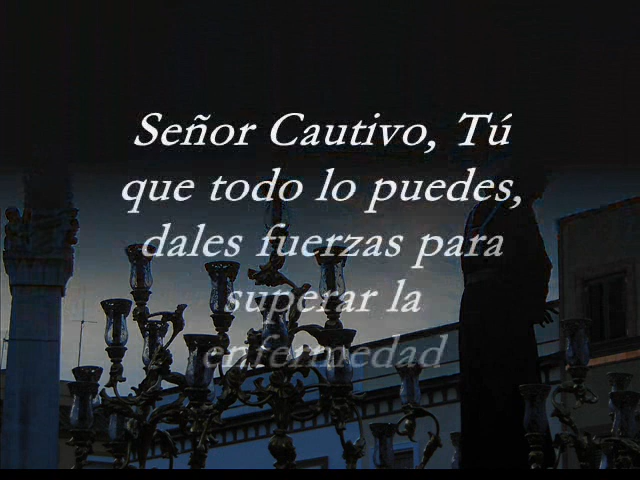 Señor Cautivo, Tú
que todo lo puedes,
dales fuerzas para
superar la
enfermedad